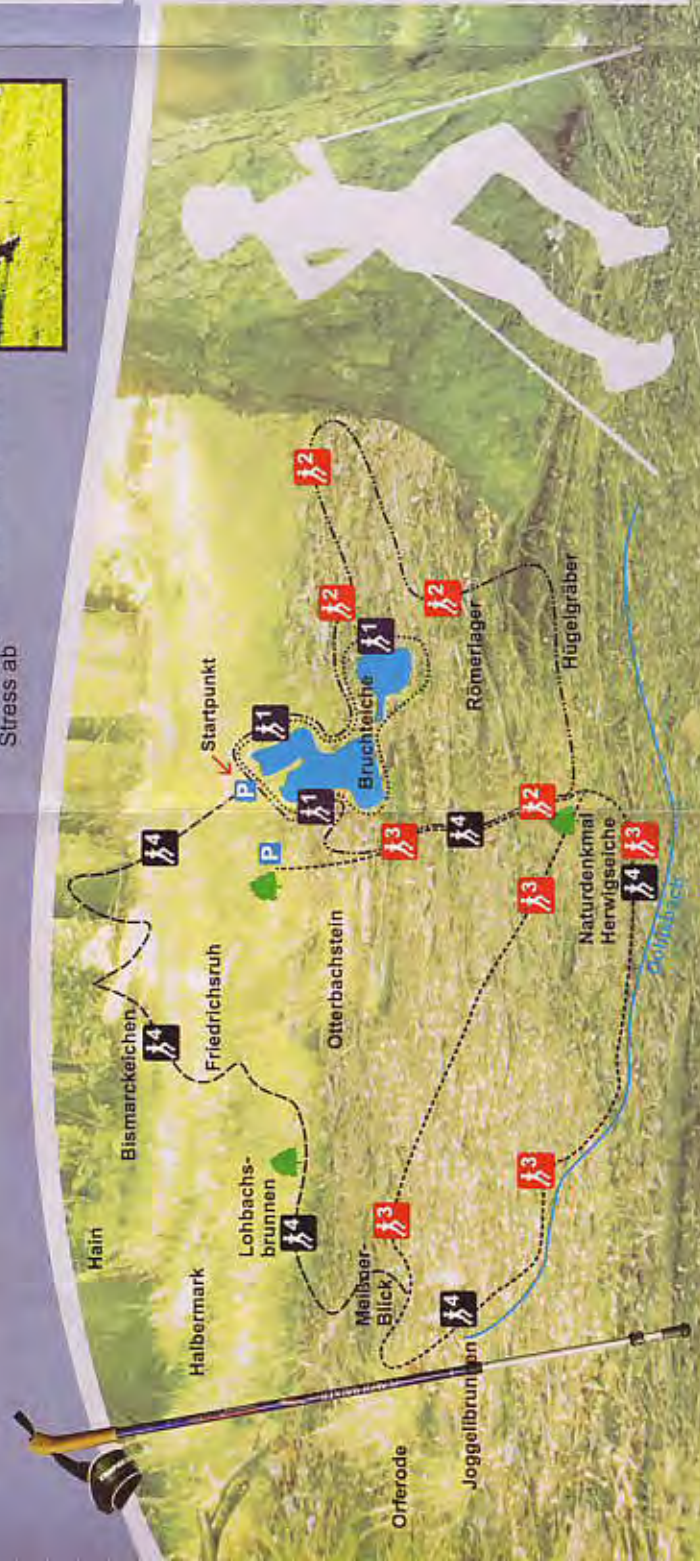 Stress ab
Hain
Bismarckeichen
4
4
Halbermark
Friedrichsruh
Startpunkt
P
Lohbachs-
brunnen
4
P
1
2
1
2
Otterbachstein
Meißner-
Blick
3
Bruchteiche
1
Orferode
3
2
4
4
Joggelibrunnen
Römerlager
3
3
2
Hügelgräber
Naturdenkmal
Herwigseiche
4
3